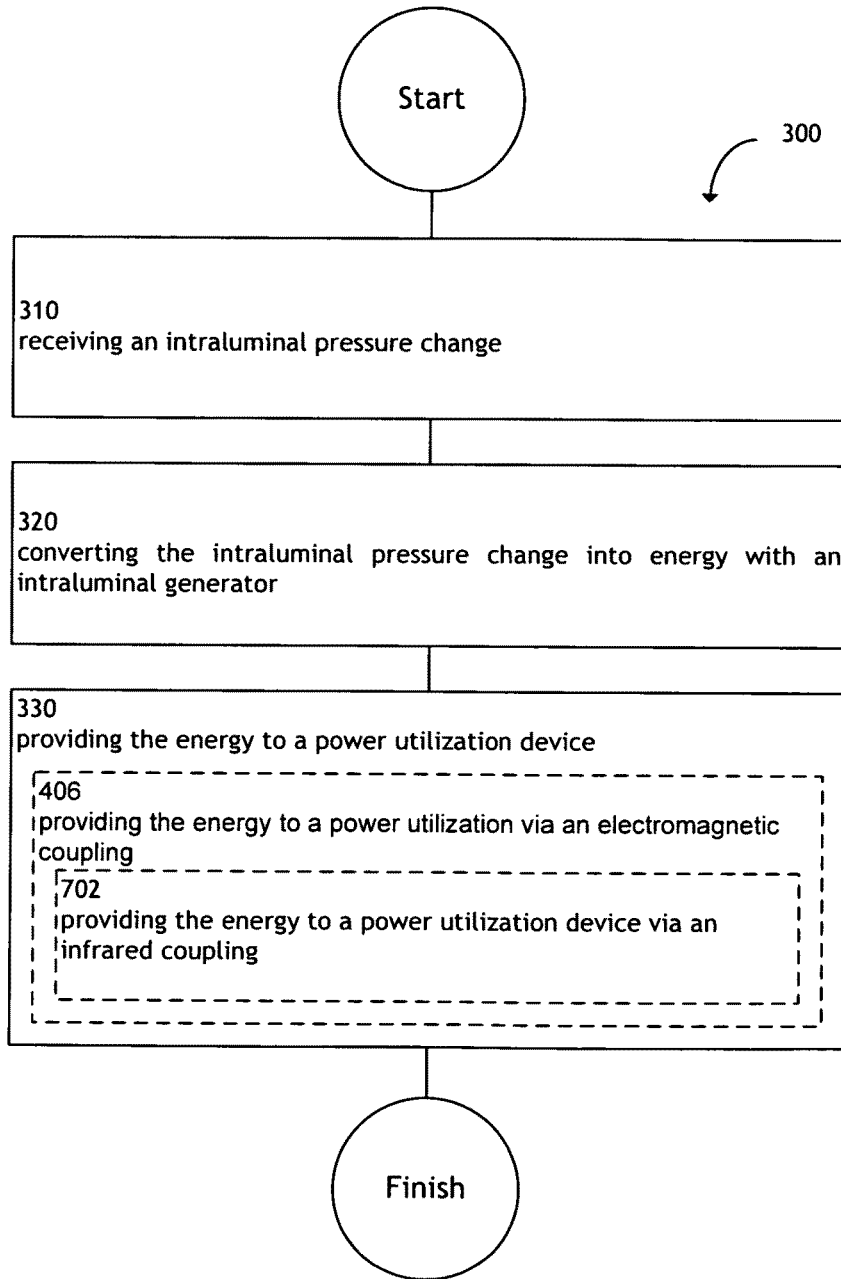 Start
300
310
receiving an intraluminal pressure change
320
converting the intraluminal pressure change into energy with an
intraluminal generator
330
providing the energy to a power utilization device
406
providing the energy to a power utilization via an electromagnetic
coupling
702
providing the energy to a power utilization device via an
infrared coupling
Finish